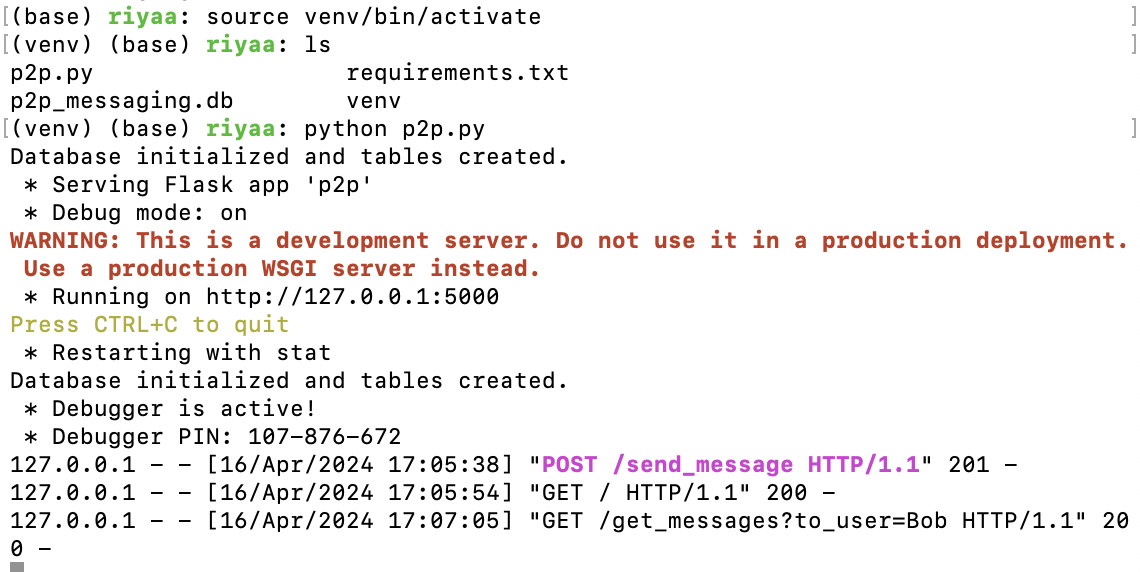 [(base) riyaa: source venv/bin/activate ]
[(venv) (base) riyaa: ls ]
p2p.py requirements.txt
p2p_messaging.db venv
[(venv) (base) riyaa: python p2p.py ]
Database initialized and tables created.
 * Serving Flask app 'p2p'
 * Debug mode: on
WARNING: This is a development server. Do not use it in a production deployment.
 Use a production WSGI server instead.
 * Running on http://127.0.0.1:5000
Press CTRL+C to quit
 * Restarting with stat
Database initialized and tables created.
 * Debugger is active!
 * Debugger PIN: 107-876-672
127.0.0.1 - - [16/Apr/2024 17:05:38] "POST /send_message HTTP/1.1" 201 -
127.0.0.1 - - [16/Apr/2024 17:05:54] "GET / HTTP/1.1" 200 -
127.0.0.1 - - [16/Apr/2024 17:07:05] "GET /get_messages?to_user=Bob HTTP/1.1" 20
0 -